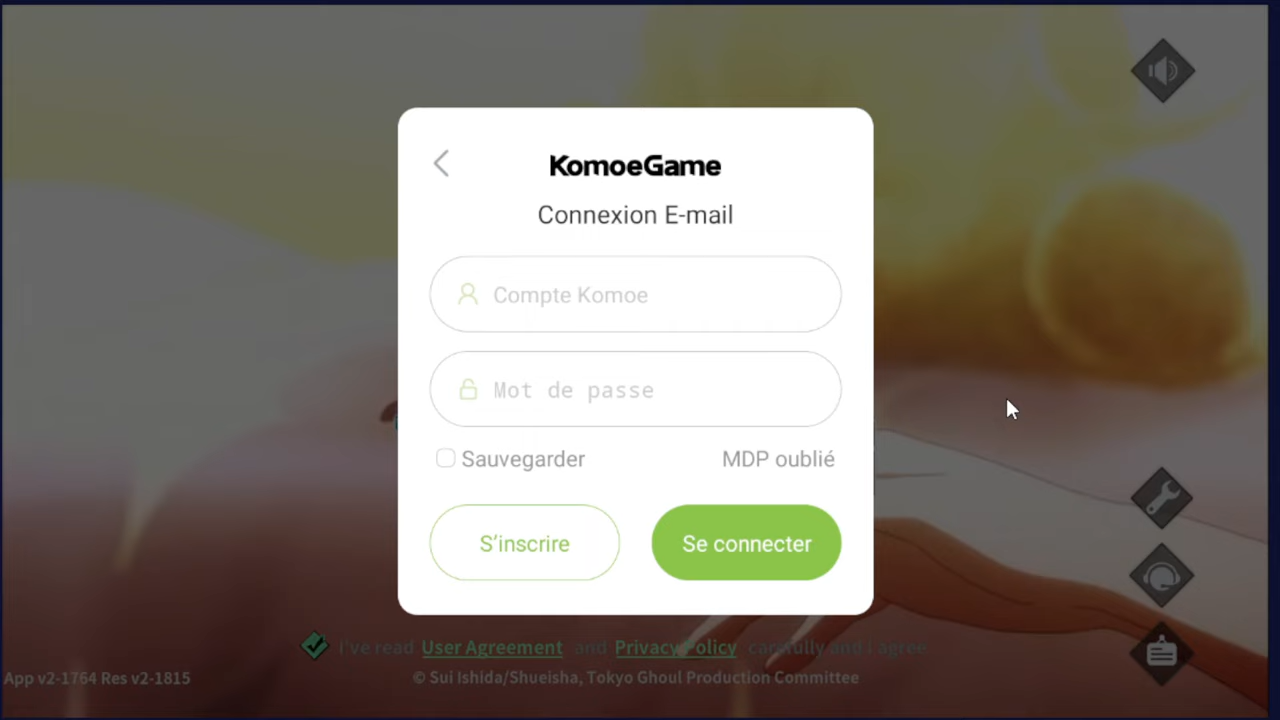 KomoeGame
Connexion E-mail
Compte Komoe
Mot de passe
Sauvegarder MDP oublié
S'inscrire Se connecter
I've read User Agreement and Privacy Policy carefully and I agree
App v2-1764 Res v2-1815 © Sui Ishida/Shueisha, Tokyo Ghoul Production Committee